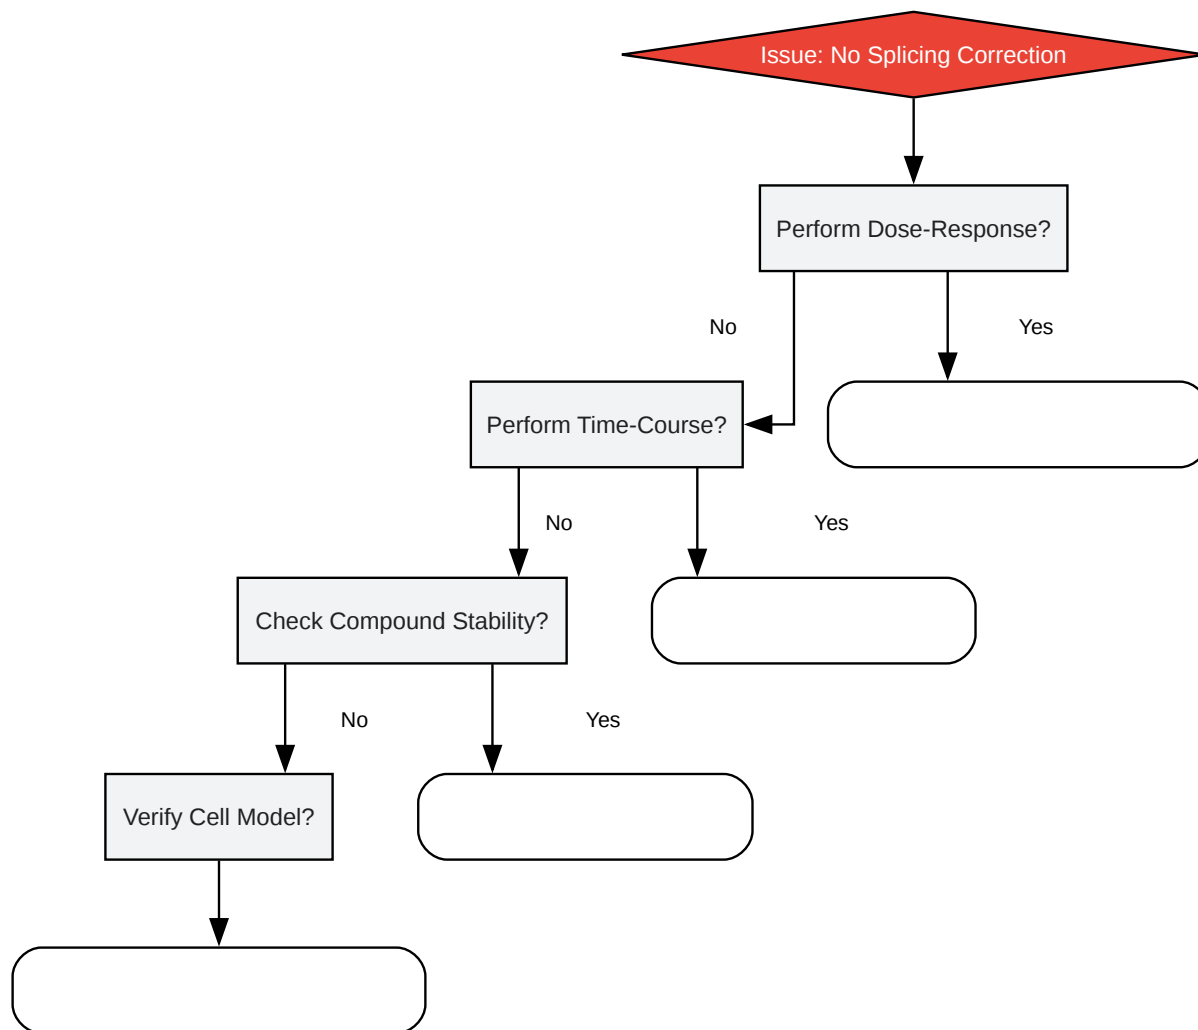 Issue: No Splicing Correction
Perform Dose-Response?
No
Yes
Perform Time-Course?
No
Yes
Check Compound Stability?
No
Yes
Verify Cell Model?